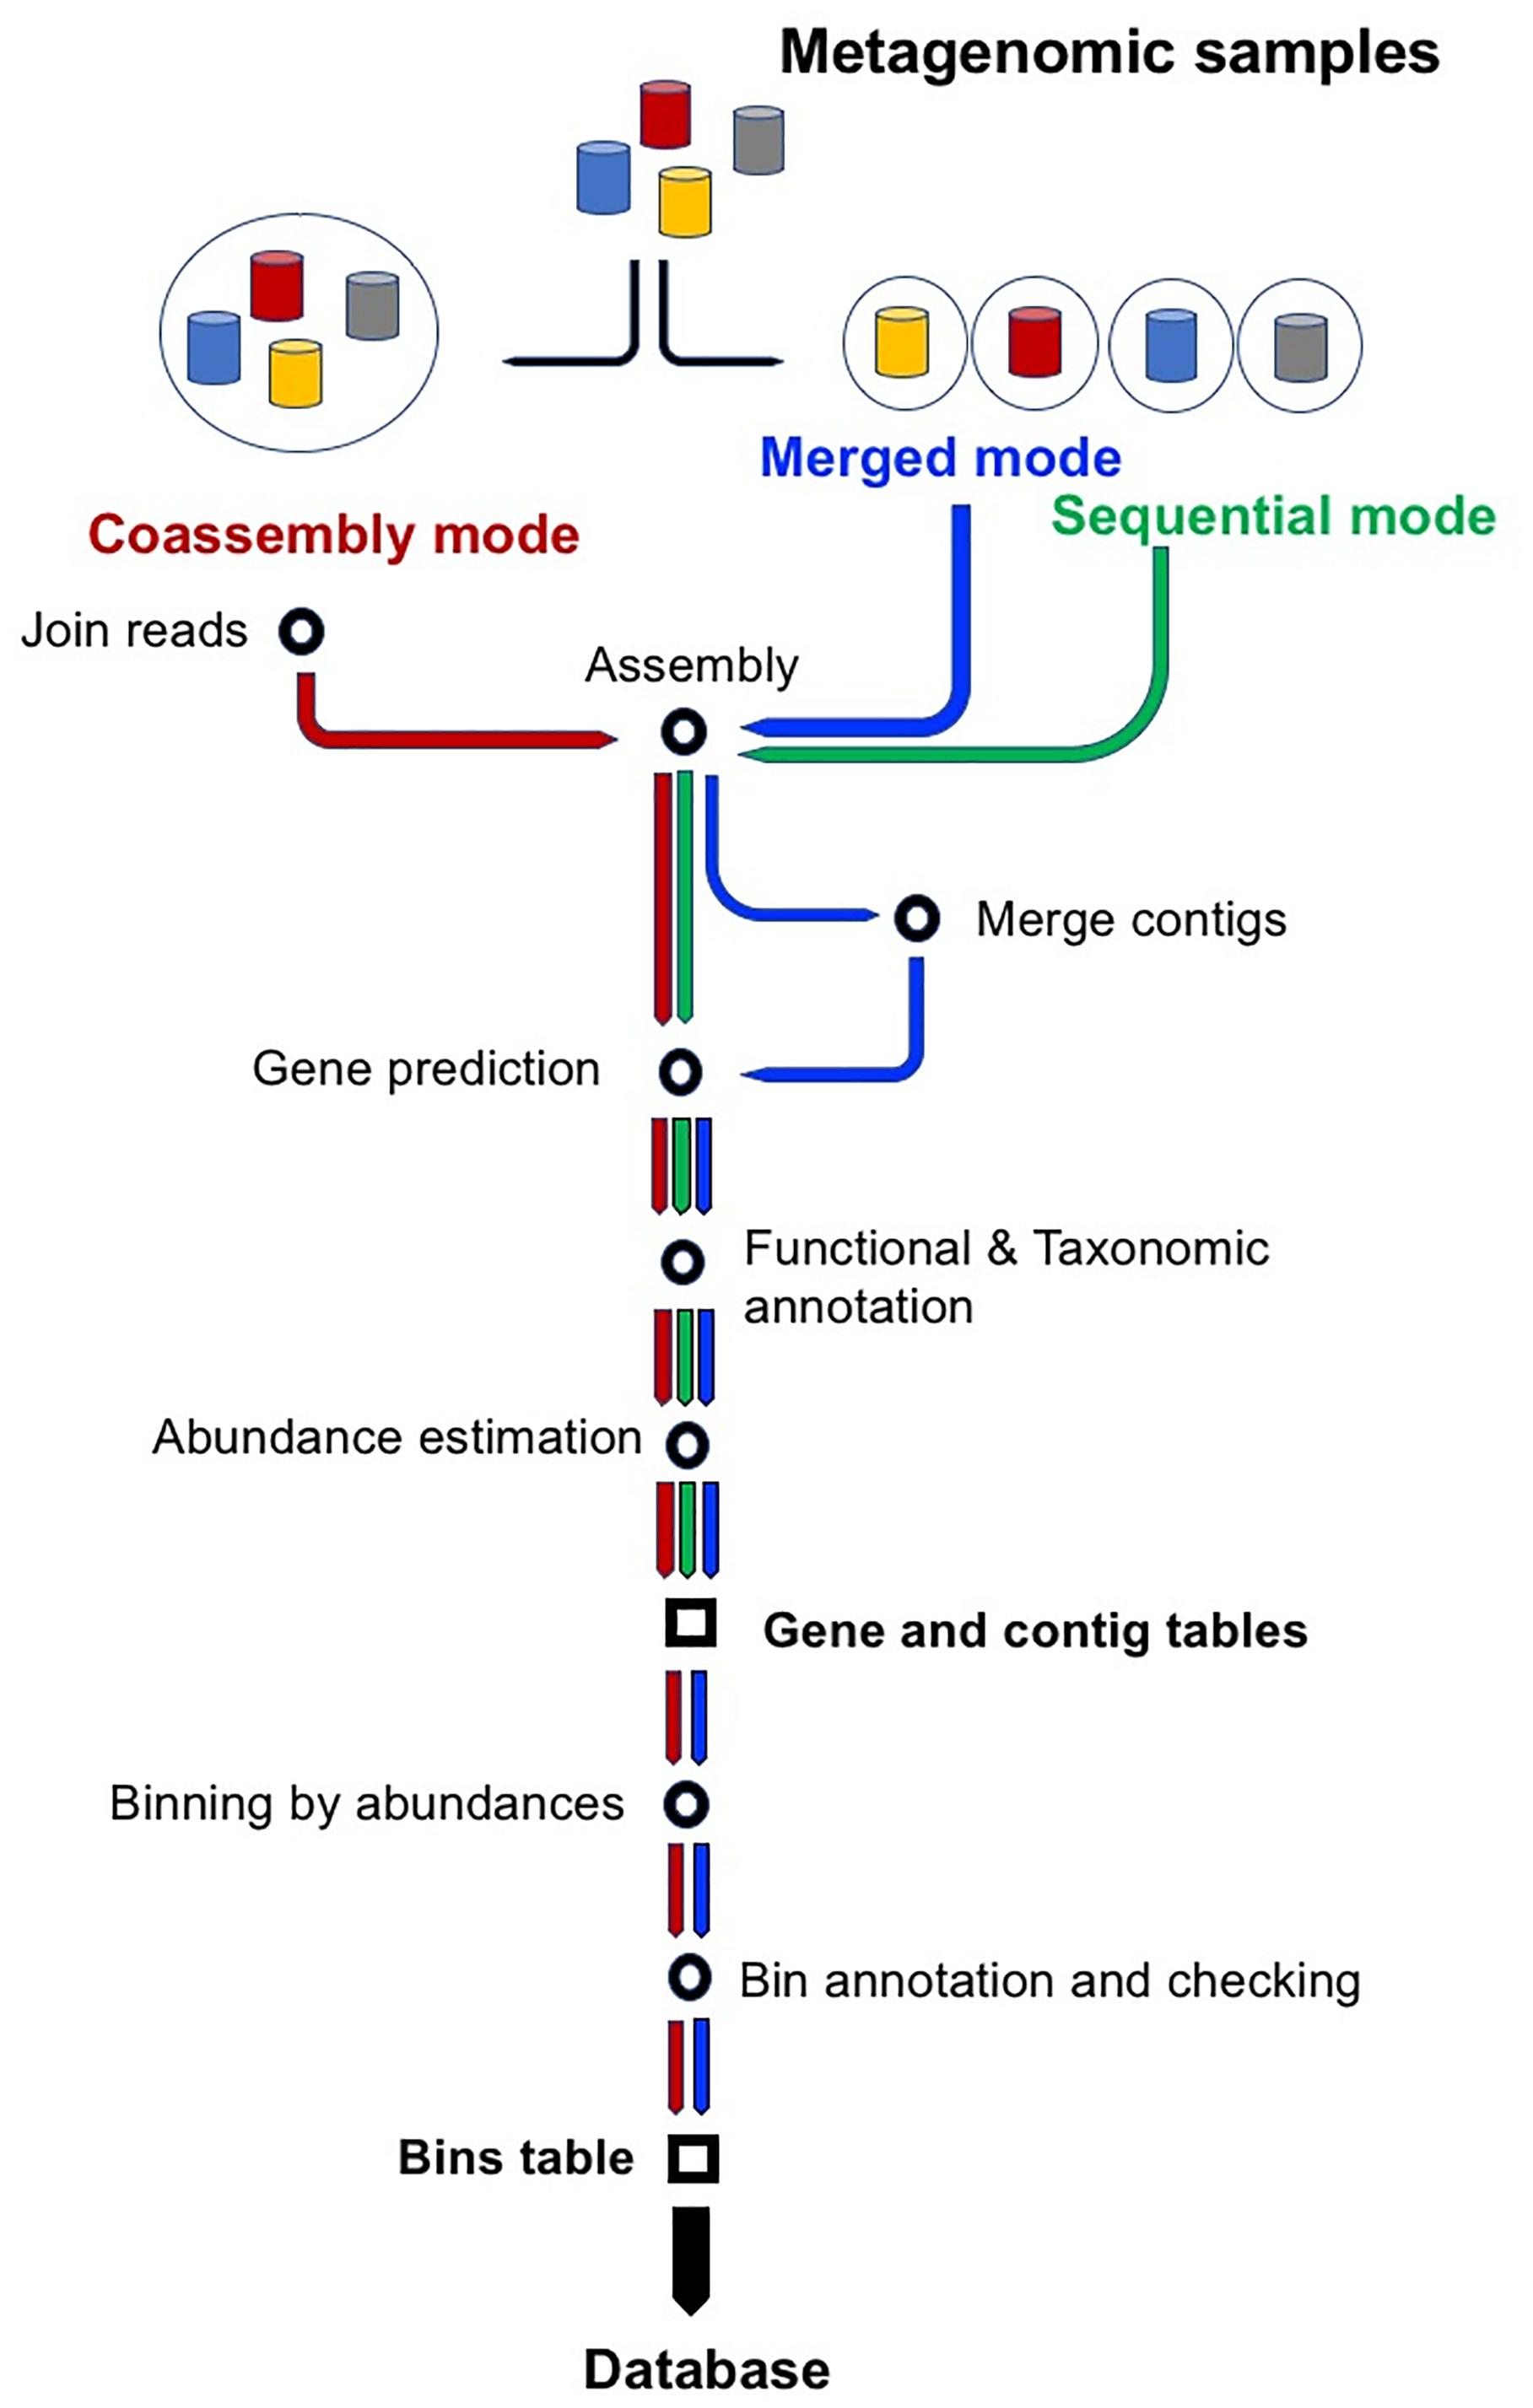 Metagenomic samples
Merged mode
Sequential mode
Coassembly mode
Join reads
Assembly
Merge contigs
Gene prediction
Functional & Taxonomic
annotation
Abundance estimation
Gene and contig tables
Binning by abundances
Bin annotation and checking
Bins table
Database